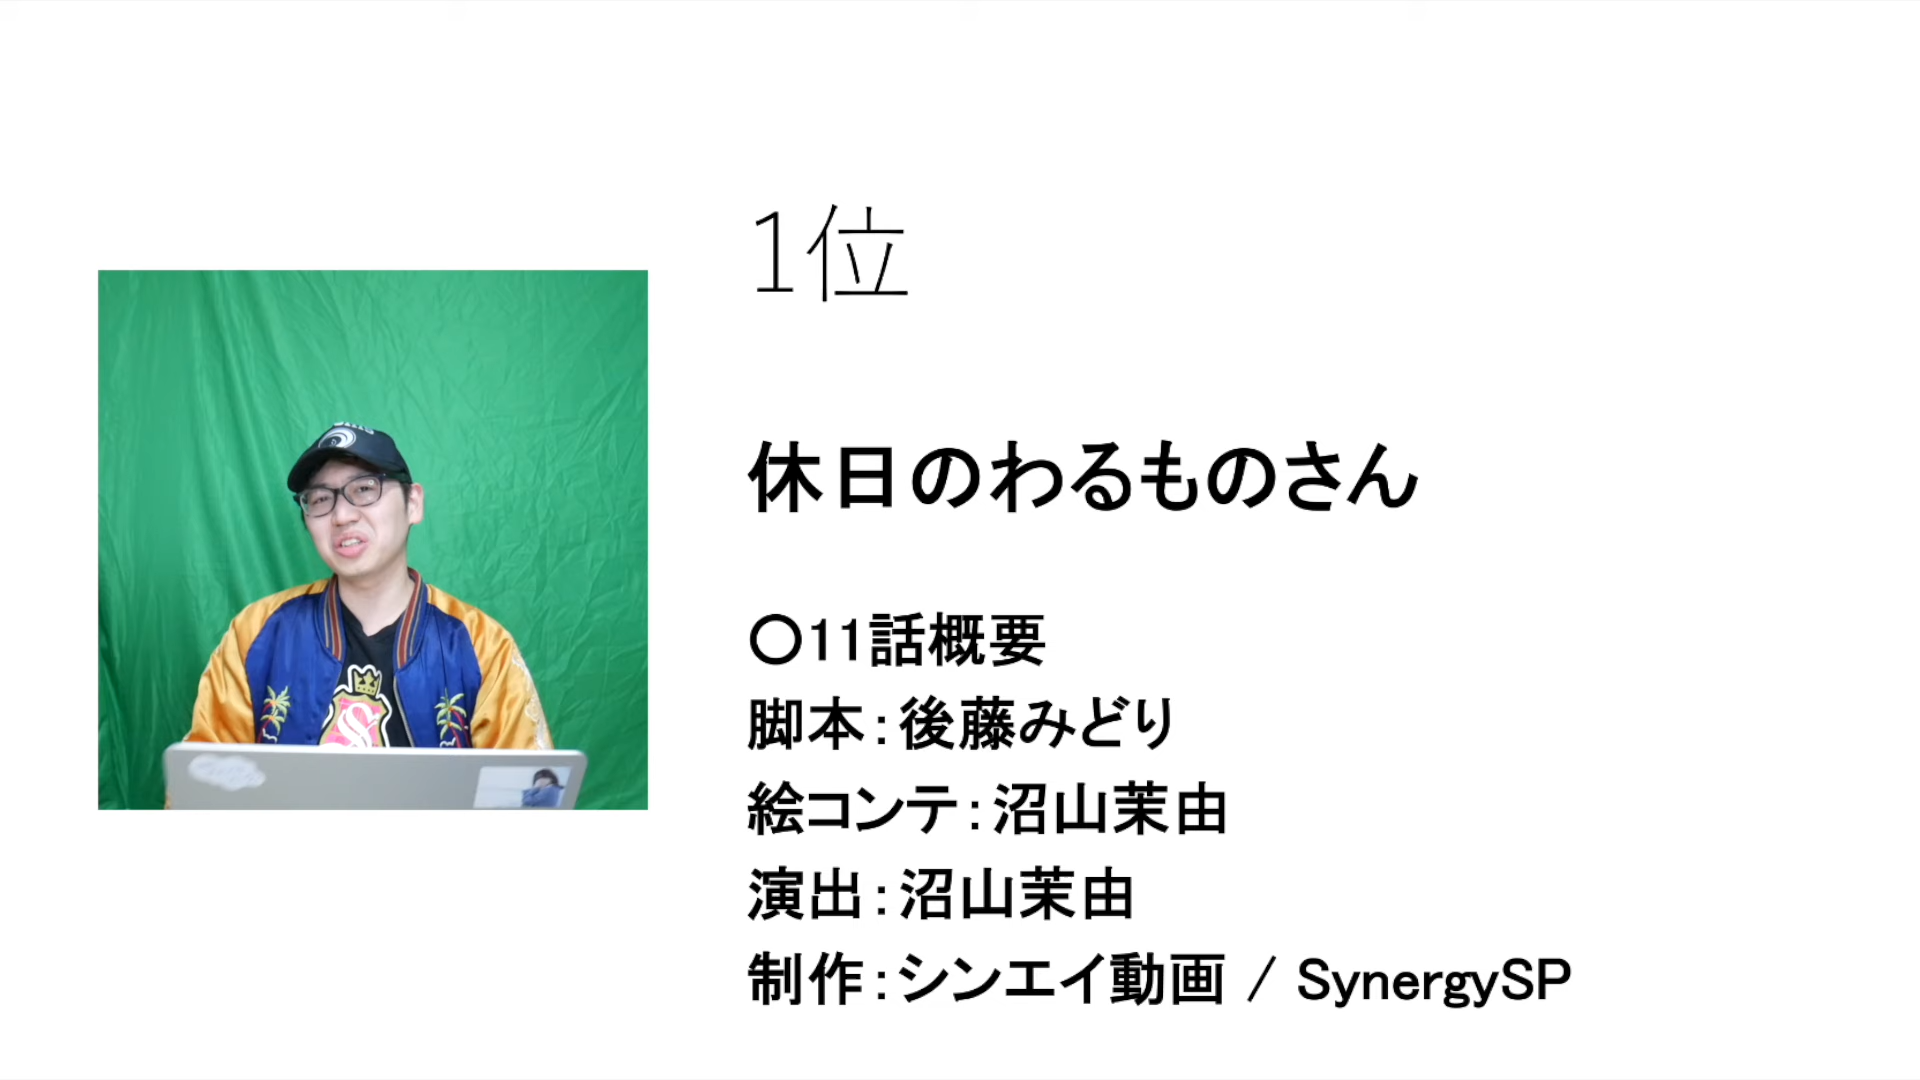 1位
休日のわるものさん
〇11話概要
脚本：後藤みどり
絵コンテ：沼山茉由
演出：沼山茉由
制作：シンエイ動画 / SynergySP